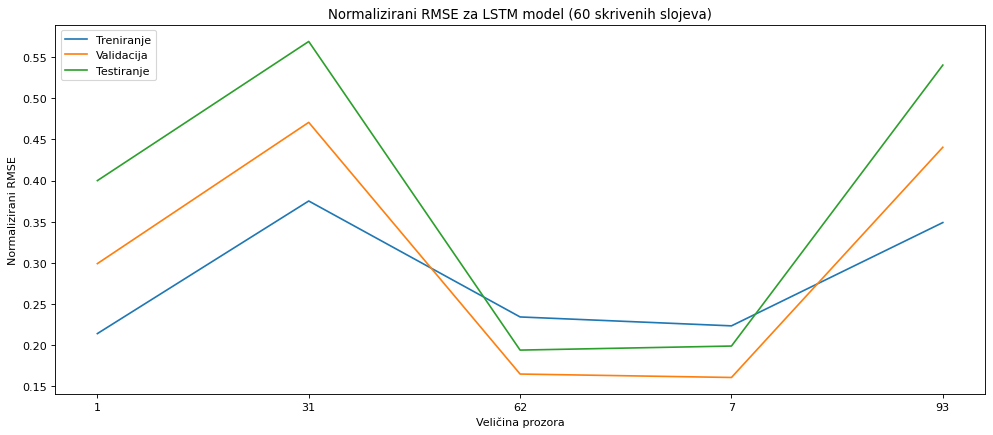 Normalizirani RMSE za LSTM model (60 skrivenih slojeva)
Treniranje
Validacija
Testiranje
Normalizirani RMSE
0.55
0.50
0.45
0.40
0.35
0.30
0.25
0.20
0.15
1 31 62 7 93
Veličina prozora